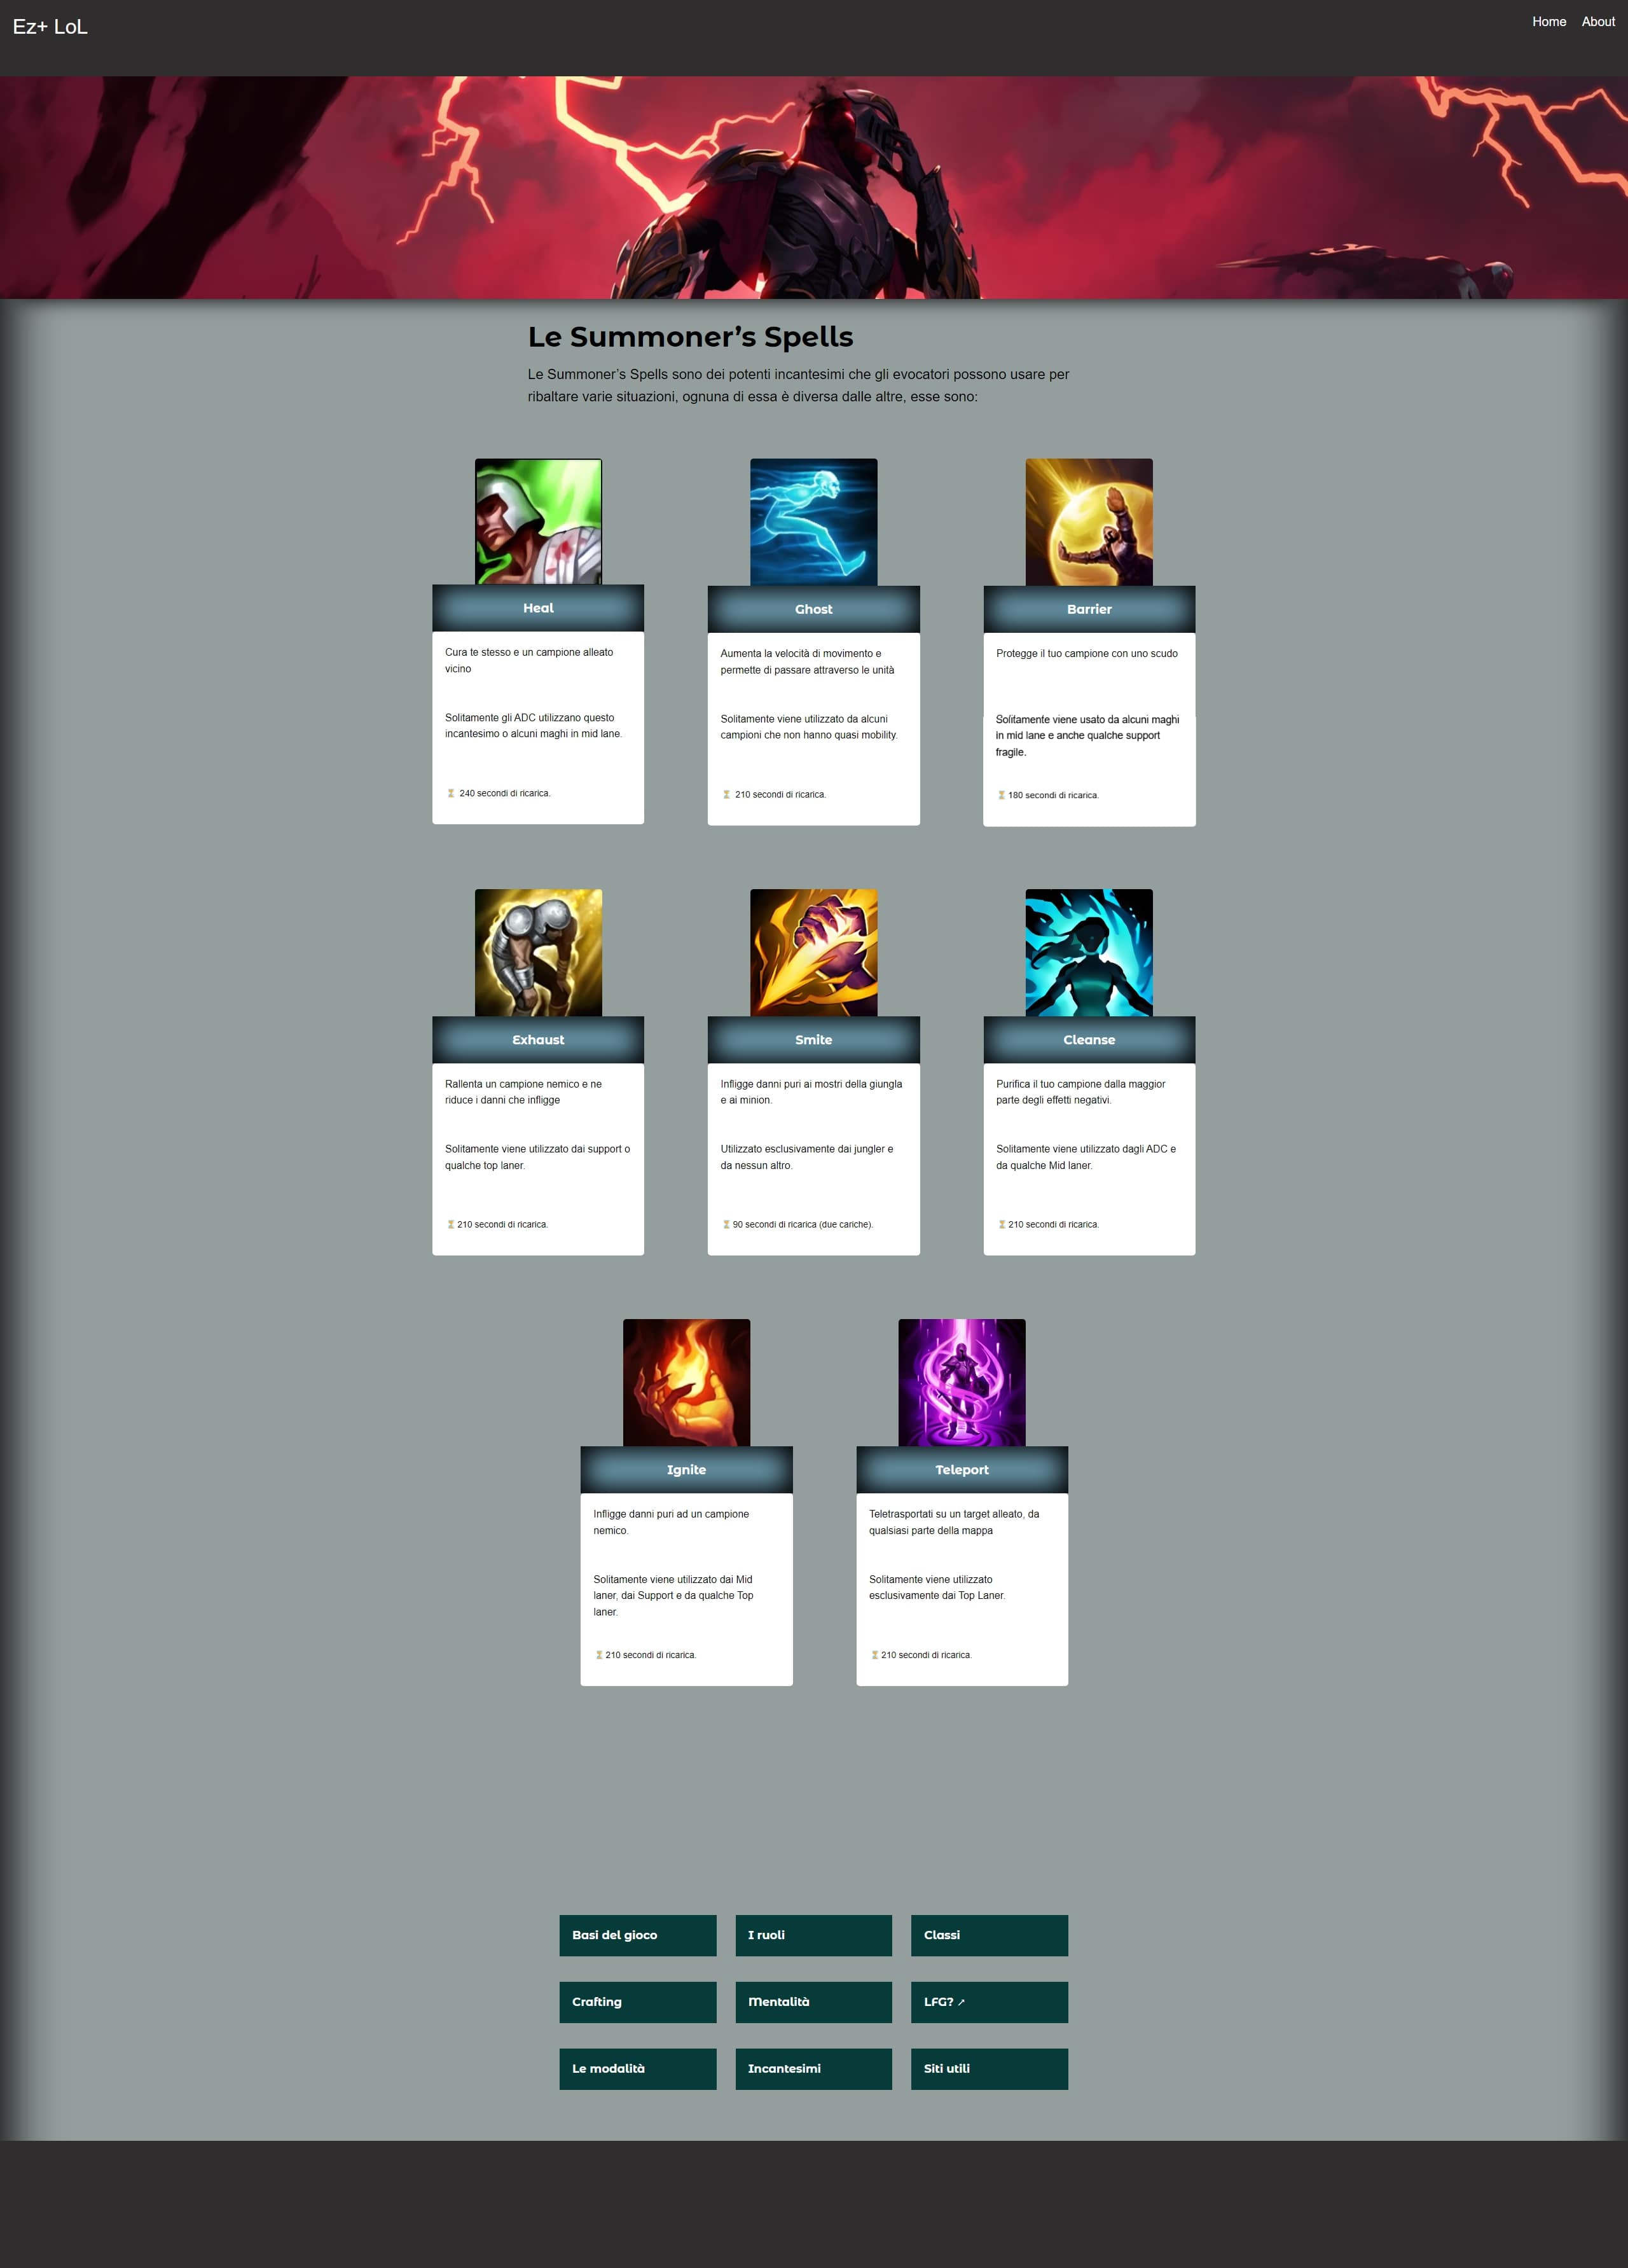 Ez+ LoL
Home About
Le Summoner’s Spells
Le Summoner’s Spells sono dei potenti incantesimi che gli evocatori possono usare per
ribaltare varie situazioni, ognuna di essa è diversa dalle altre, esse sono:
Heal
Cura te stesso e un campione alleato
vicino
Solitamente gli ADC utilizzano questo
incantesimo o alcuni maghi in mid lane.
⏳ 240 secondi di ricarica.
Ghost
Aumenta la velocità di movimento e
permette di passare attraverso le unità
Solitamente viene utilizzato da alcuni
campioni che non hanno quasi mobility.
⏳ 210 secondi di ricarica.
Barrier
Protegge il tuo campione con uno scudo
Solitamente viene usato da alcuni maghi
in mid lane e anche qualche support
fragile.
⏳ 180 secondi di ricarica.
Exhaust
Rallenta un campione nemico e ne
riduce i danni che infligge
Solitamente viene utilizzato dai support o
qualche top laner.
⏳ 210 secondi di ricarica.
Smite
Infligge danni puri ai mostri della giungla
e ai minion.
Utilizzato esclusivamente dai jungler e
da nessun altro.
⏳ 90 secondi di ricarica (due cariche).
Cleanse
Purifica il tuo campione dalla maggior
parte degli effetti negativi.
Solitamente viene utilizzato dagli ADC e
da qualche Mid laner.
⏳ 210 secondi di ricarica.
Ignite
Infligge danni puri ad un campione
nemico.
Solitamente viene utilizzato dai Mid
laner, dai Support e da qualche Top
laner.
⏳ 210 secondi di ricarica.
Teleport
Teletrasportati su un target alleato, da
qualsiasi parte della mappa
Solitamente viene utilizzato
esclusivamente dai Top Laner.
⏳ 210 secondi di ricarica.
Basi del gioco
I ruoli
Classi
Crafting
Mentalità
LFG? ↗
Le modalità
Incantesimi
Siti utili